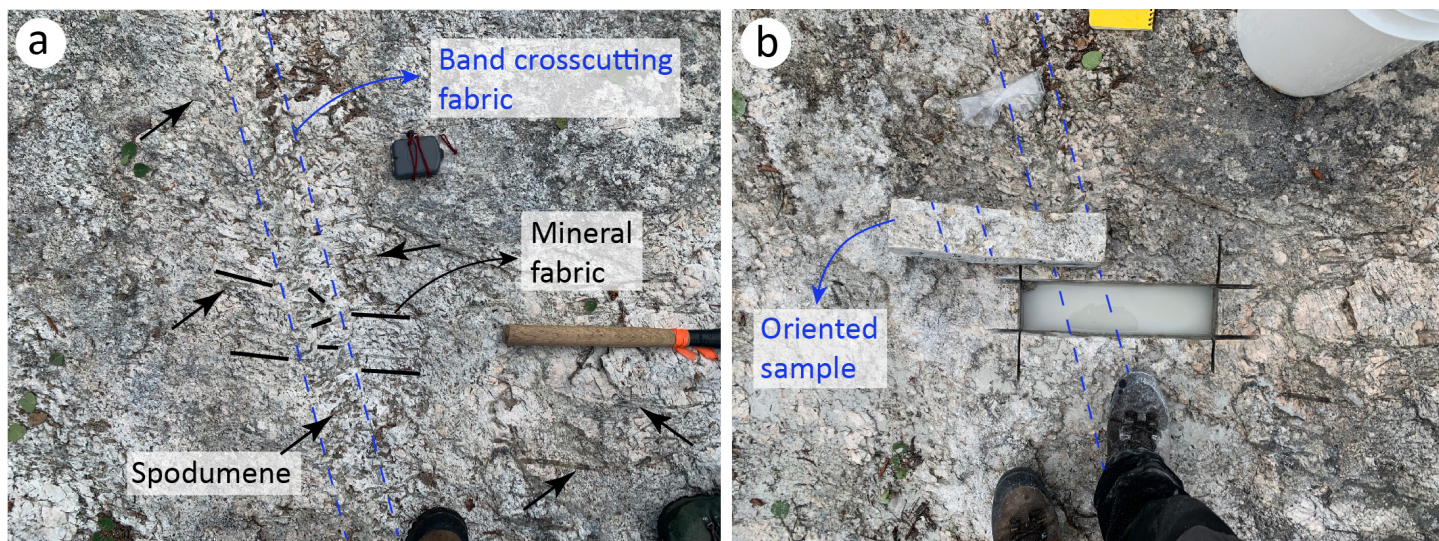 a
Band crosscutting
fabric
Mineral
fabric
Spodumene
b
Oriented
sample